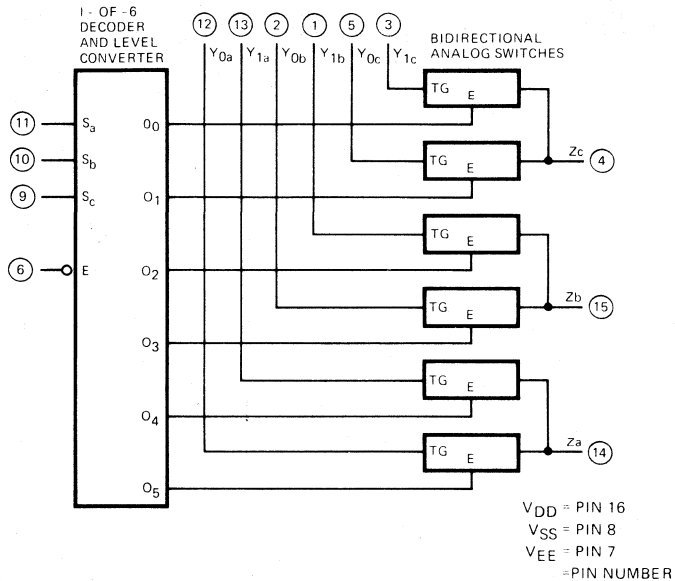 1 - OF -6
DECODER
AND LEVEL
CONVERTER
12 13 2 1 5 3
Y0a Y1a Y0b Y1b Y0c Y1c
BIDIRECTIONAL
ANALOG SWITCHES
TG E
11 Sa O0
Zc 4
10 Sb
TG E
9 Sc O1
TG E
6 E O2
Zb 15
TG E
O3
TG E
O4
Za 14
TG E
O5
VDD = PIN 16
VSS = PIN 8
VEE = PIN 7
=PIN NUMBER